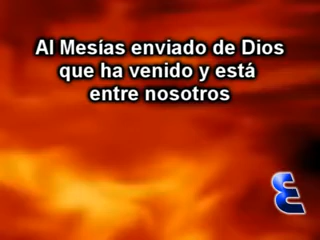 Al Mesías enviado de Dios
que ha venido y está
entre nosotros